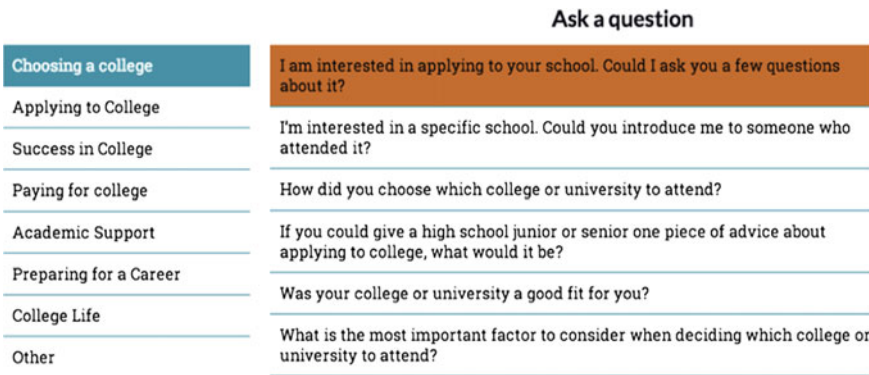 Ask a question
Choosing a college
Applying to College
Success in College
Paying for college
Academic Support
Preparing for a Career
College Life
Other
I am interested in applying to your school. Could I ask you a few questions
about it?
I'm interested in a specific school. Could you introduce me to someone who
attended it?
How did you choose which college or university to attend?
If you could give a high school junior or senior one piece of advice about
applying to college, what would it be?
Was your college or university a good fit for you?
What is the most important factor to consider when deciding which college or
university to attend?